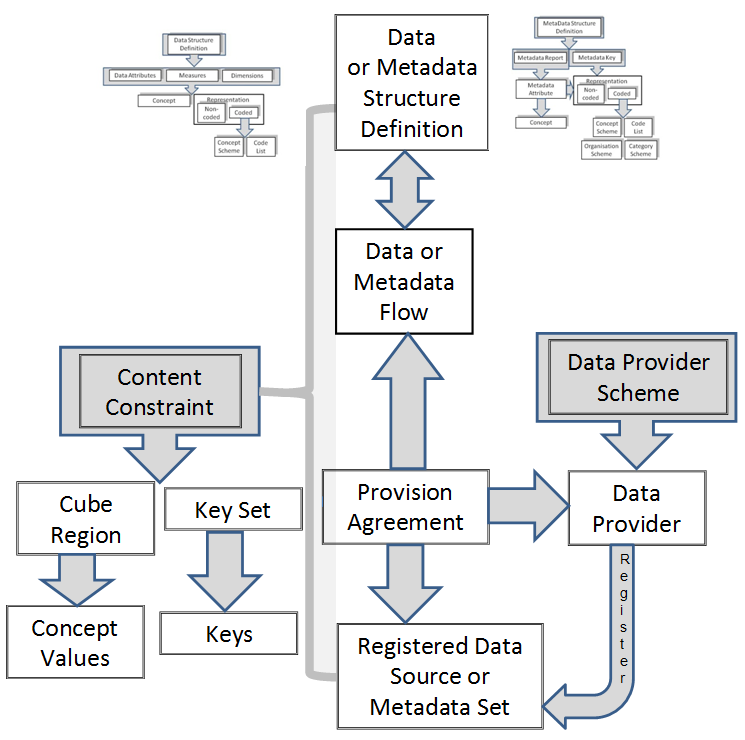 Data Structure
Definition
Data Attributes
Measures
Dimensions
Concept
Representation
Non-
coded
Coded
Concept
Scheme
Code
List
Data
or Metadata
Structure
Definition
MetaData Structure
Definition
Metadata Report
Metadata Key
Metadata
Attribute
Representation
Non-
coded
Coded
Concept
Concept
Scheme
Code
List
Organisation
Scheme
Category
Scheme
Data or
Metadata
Flow
Content
Constraint
Data Provider
Scheme
Cube
Region
Key Set
Provision
Agreement
Data
Provider
Register
Concept
Values
Keys
Registered Data
Source or
Metadata Set